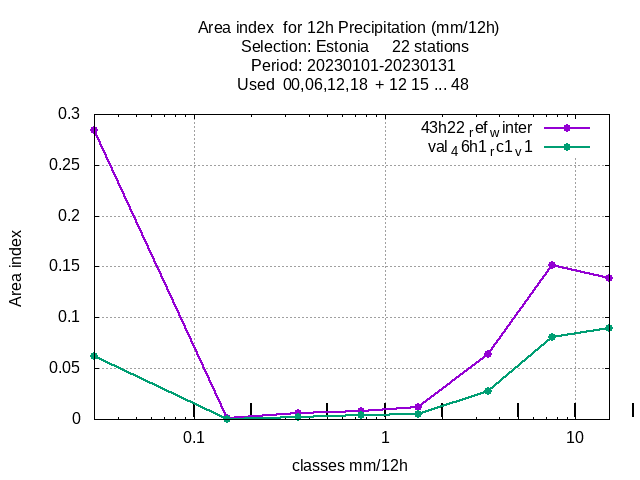 Area index  for 12h Precipitation (mm/12h)
Selection: Estonia     22 stations
Period: 20230101-20230131
Used  00,06,12,18  + 12 15 ... 48
43h22_ref_winter
val_46h1_rc1_v1
0.3
0.25
0.2
0.15
0.1
0.05
0
Area index
0.1 1 10
classes mm/12h